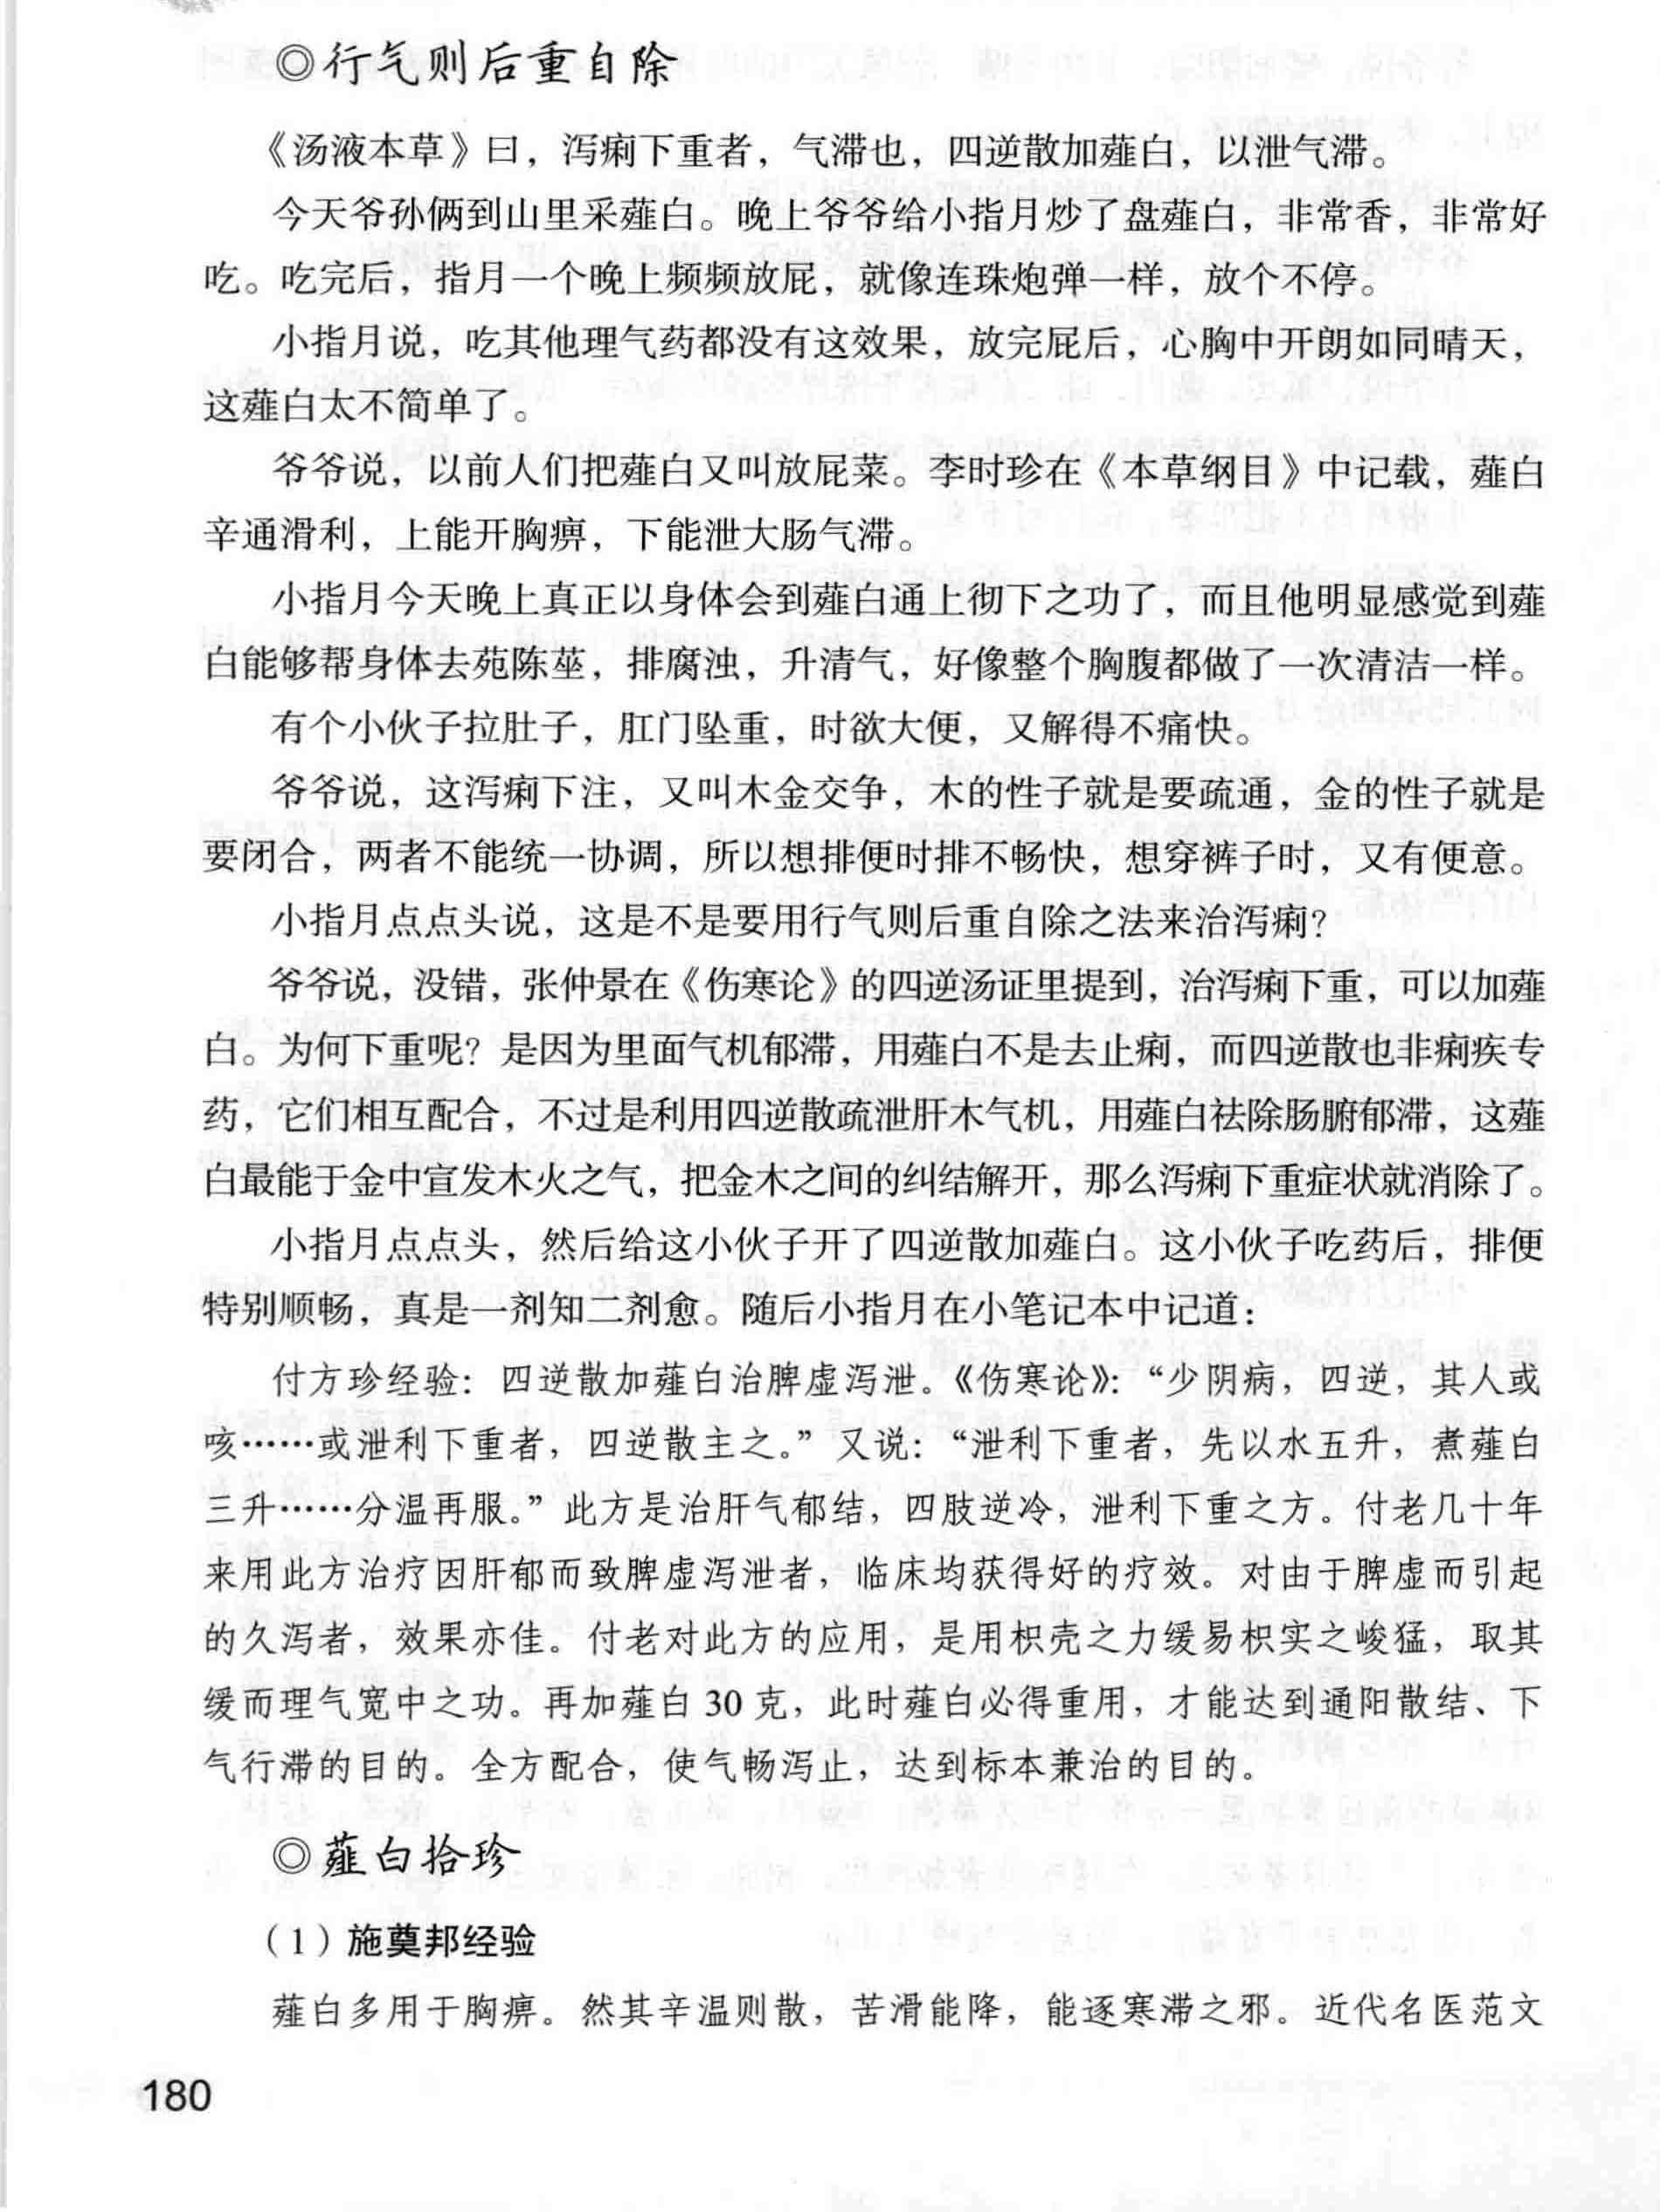 ◎行气则后重自除
《汤液本草》曰，泻痢下重者，气滞也，四逆散加薤白，以泄气滞。
今天爷孙俩到山里采薤白。晚上爷爷给小指月炒了盘薤白，非常香，非常好
吃。吃完后，指月一个晚上频频放屁，就像连珠炮弹一样，放个不停。
小指月说，吃其他理气药都没有这效果，放完屁后，心胸中开朗如同晴天，
这薤白太不简单了。
爷爷说，以前人们把薤白又叫放屁菜。李时珍在《本草纲目》中记载，薤白
辛通滑利，上能开胸痹，下能泄大肠气滞。
小指月今天晚上真正以身体会到薤白通上彻下之功了，而且他明显感觉到薤
白能够帮身体去苑陈莝，排腐浊，升清气，好像整个胸腹都做了一次清洁一样。
有个小伙子拉肚子，肛门坠重，时欲大便，又解得不痛快。
爷爷说，这泻痢下注，又叫木金交争，木的性子就是要疏通，金的性子就是
要闭合，两者不能统一协调，所以想排便时排不畅快，想穿裤子时，又有便意。
小指月点点头说，这是不是要用行气则后重自除之法来治泻痢？
爷爷说，没错，张仲景在《伤寒论》的四逆汤证里提到，治泻痢下重，可以加薤
白。为何下重呢？是因为里面气机郁滞，用薤白不是去止痢，而四逆散也非痢疾专
药，它们相互配合，不过是利用四逆散疏泄肝木气机，用薤白祛除肠腑郁滞，这薤
白最能于金中宣发木火之气，把金木之间的纠结解开，那么泻痢下重症状就消除了。
小指月点点头，然后给这小伙子开了四逆散加薤白。这小伙子吃药后，排便
特别顺畅，真是一剂知二剂愈。随后小指月在小笔记本中记道：
付方珍经验：四逆散加薤白治脾虚泻泄。《伤寒论》：“少阴病，四逆，其人或
咳……或泄利下重者，四逆散主之。”又说：“泄利下重者，先以水五升，煮薤白
三升……分温再服。”此方是治肝气郁结，四肢逆冷，泄利下重之方。付老几十年
来用此方治疗因肝郁而致脾虚泻泄者，临床均获得好的疗效。对由于脾虚而引起
的久泻者，效果亦佳。付老对此方的应用，是用枳壳之力缓易枳实之峻猛，取其
缓而理气宽中之功。再加薤白 30 克，此时薤白必得重用，才能达到通阳散结、下
气行滞的目的。全方配合，使气畅泻止，达到标本兼治的目的。
◎薤白拾珍
（1）施奠邦经验
薤白多用于胸痹。然其辛温则散，苦滑能降，能逐寒滞之邪。近代名医范文
180